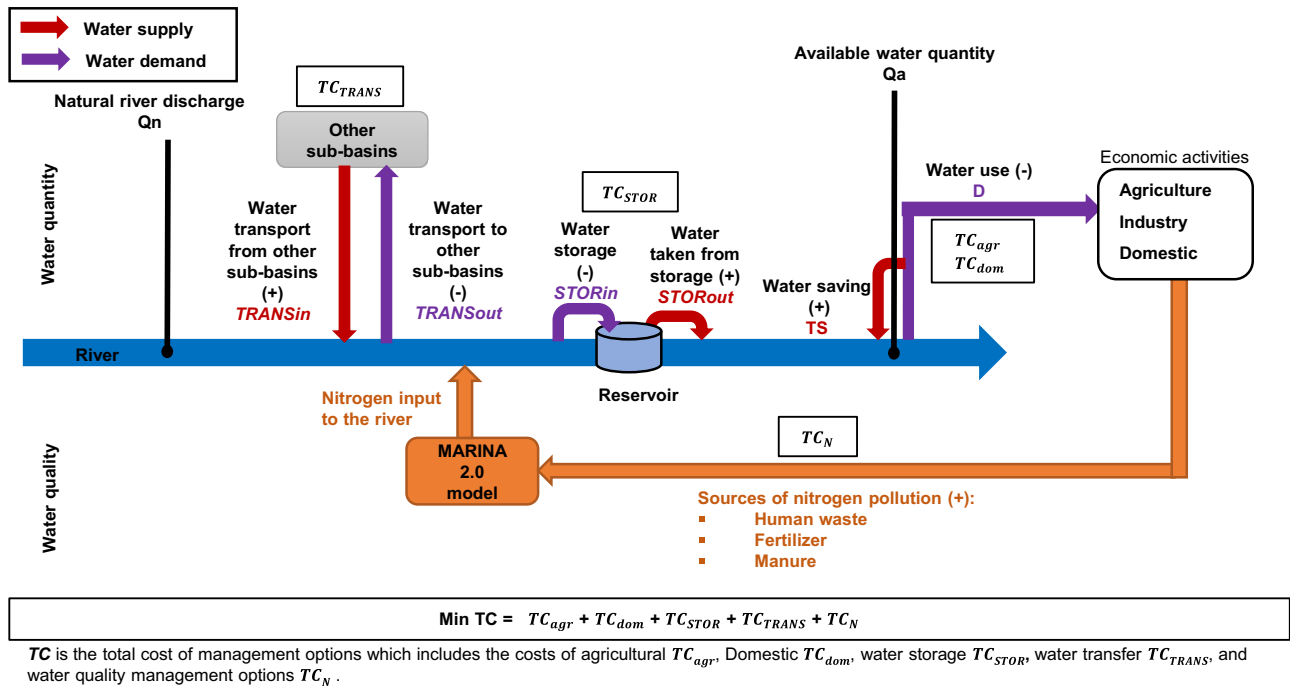 Water supply
Water demand
Natural river discharge
Qn
TC_TRANS
Other
sub-basins
Available water quantity
Qa
Water quantity
Water
transport
from other
sub-basins
(+)
TRANSin
Water
transport to
other
sub-basins
(-)
TRANSout
TC_STOR
Water
storage
(-)
STORin
Water
taken from
storage (+)
STORout
Water saving
(+)
TS
Water use (-)
D
TC_agr
TC_dom
Economic activities
Agriculture
Industry
Domestic
River
Reservoir
Water quality
Nitrogen input
to the river
MARINA
2.0
model
TC_N
Sources of nitrogen pollution (+):
▪ Human waste
▪ Fertilizer
▪ Manure
Min TC = TC_agr + TC_dom + TC_STOR + TC_TRANS + TC_N
TC is the total cost of management options which includes the costs of agricultural TC_agr, Domestic TC_dom, water storage TC_STOR, water transfer TC_TRANS, and
water quality management options TC_N .